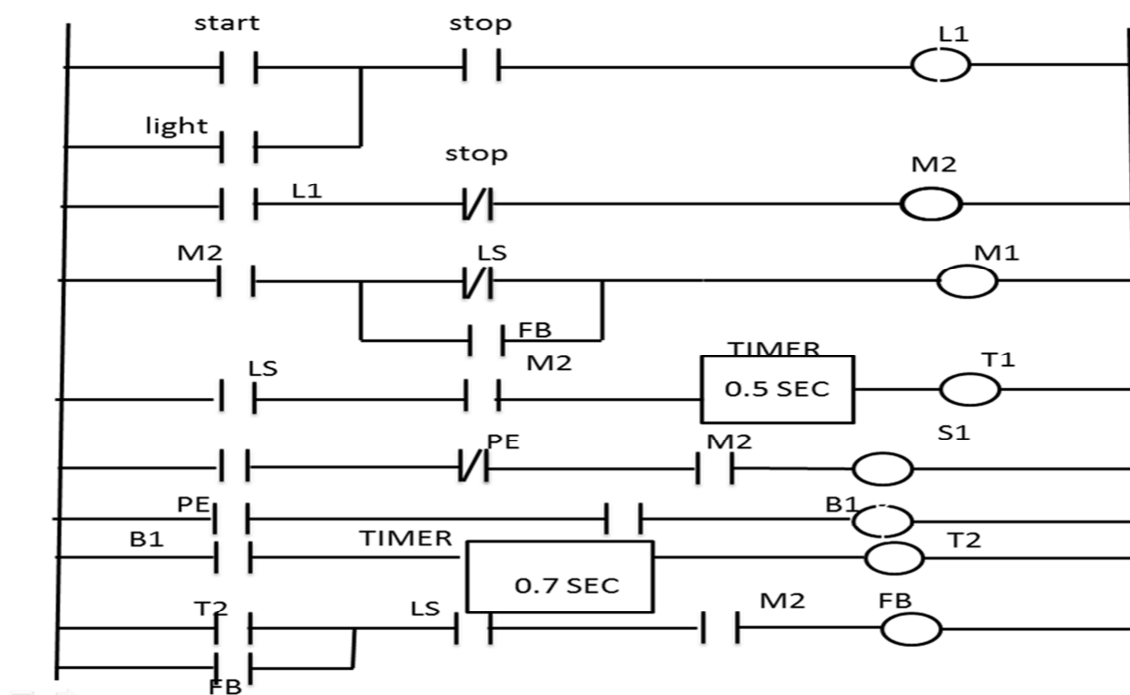 start stop L1
light
stop
L1 M2
M2 LS M1
FB
TIMER
LS M2 0.5 SEC T1
S1
PE M2
PE B1
B1 TIMER T2
0.7 SEC
T2 LS M2 FB
FB